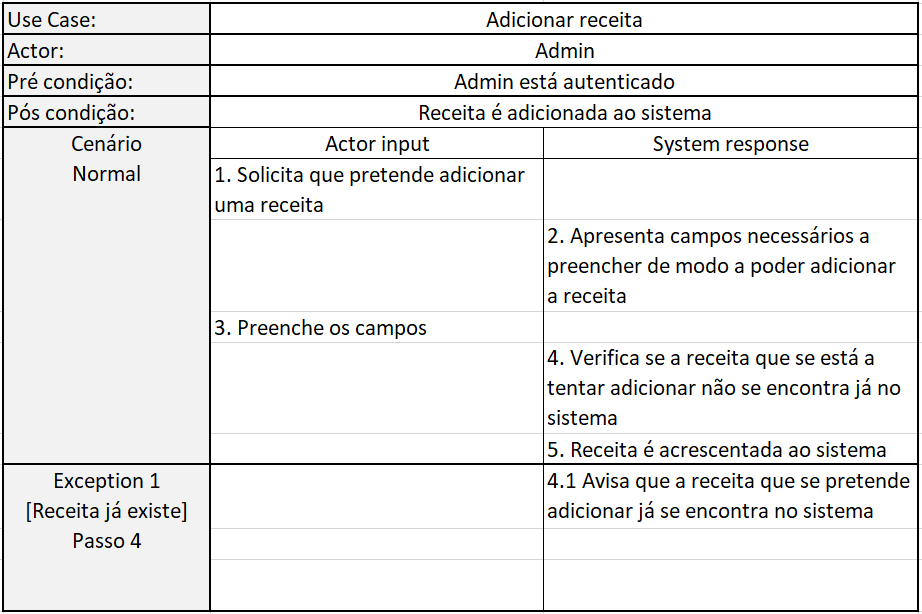 Use Case:
Adicionar receita
Actor:
Admin
Pré condição:
Admin está autenticado
Pós condição:
Receita é adicionada ao sistema
Cenário
Normal
Actor input
System response
1. Solicita que pretende adicionar
uma receita
2. Apresenta campos necessários a
preencher de modo a poder adicionar
a receita
3. Preenche os campos
4. Verifica se a receita que se está a
tentar adicionar não se encontra já no
sistema
5. Receita é acrescentada ao sistema
Exception 1
[Receita já existe]
Passo 4
4.1 Avisa que a receita que se pretende
adicionar já se encontra no sistema